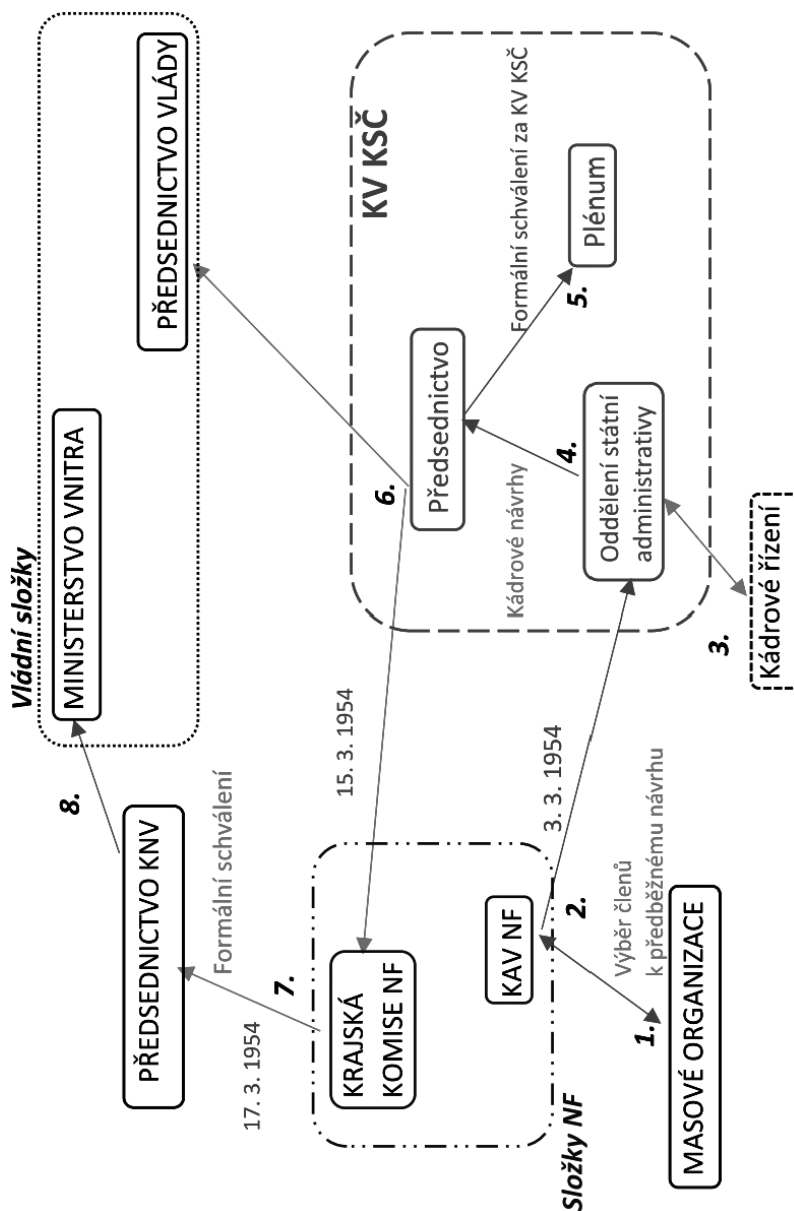 Vládní složky
MINISTERSTVO VNITRA
PŘEDSEDNICTVO VLÁDY
8.
PŘEDSEDNICTVO KNV
Formální schválení
17. 3. 1954
7.
KRAJSKÁ
KOMISE NF
KAV NF
Složky NF
15. 3. 1954
3. 3. 1954
2.
Výběr členů
k předběžnému návrhu
1.
MASOVÉ ORGANIZACE
KV KSČ
6.
Předsednictvo
Formální schválení za KV KSČ
5.
Plénum
Kádrové návrhy
4.
Oddělení státní
administrativy
3.
Kádrové řízení